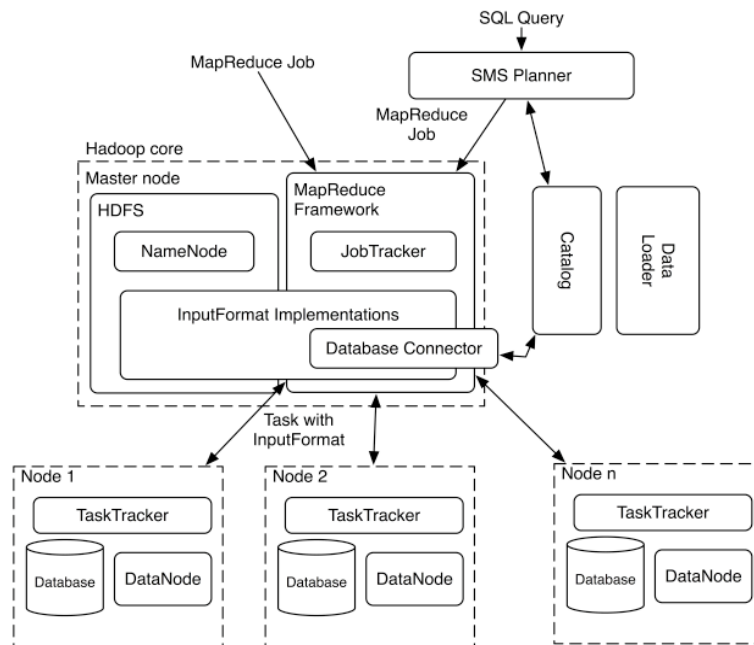 SQL Query
SMS Planner
MapReduce Job
MapReduce
Job
Hadoop core
Master node
HDFS
MapReduce
Framework
NameNode
JobTracker
InputFormat Implementations
Database Connector
Catalog
Data
Loader
Task with
InputFormat
Node 1
TaskTracker
Database
DataNode
Node 2
TaskTracker
Database
DataNode
Node n
TaskTracker
Database
DataNode